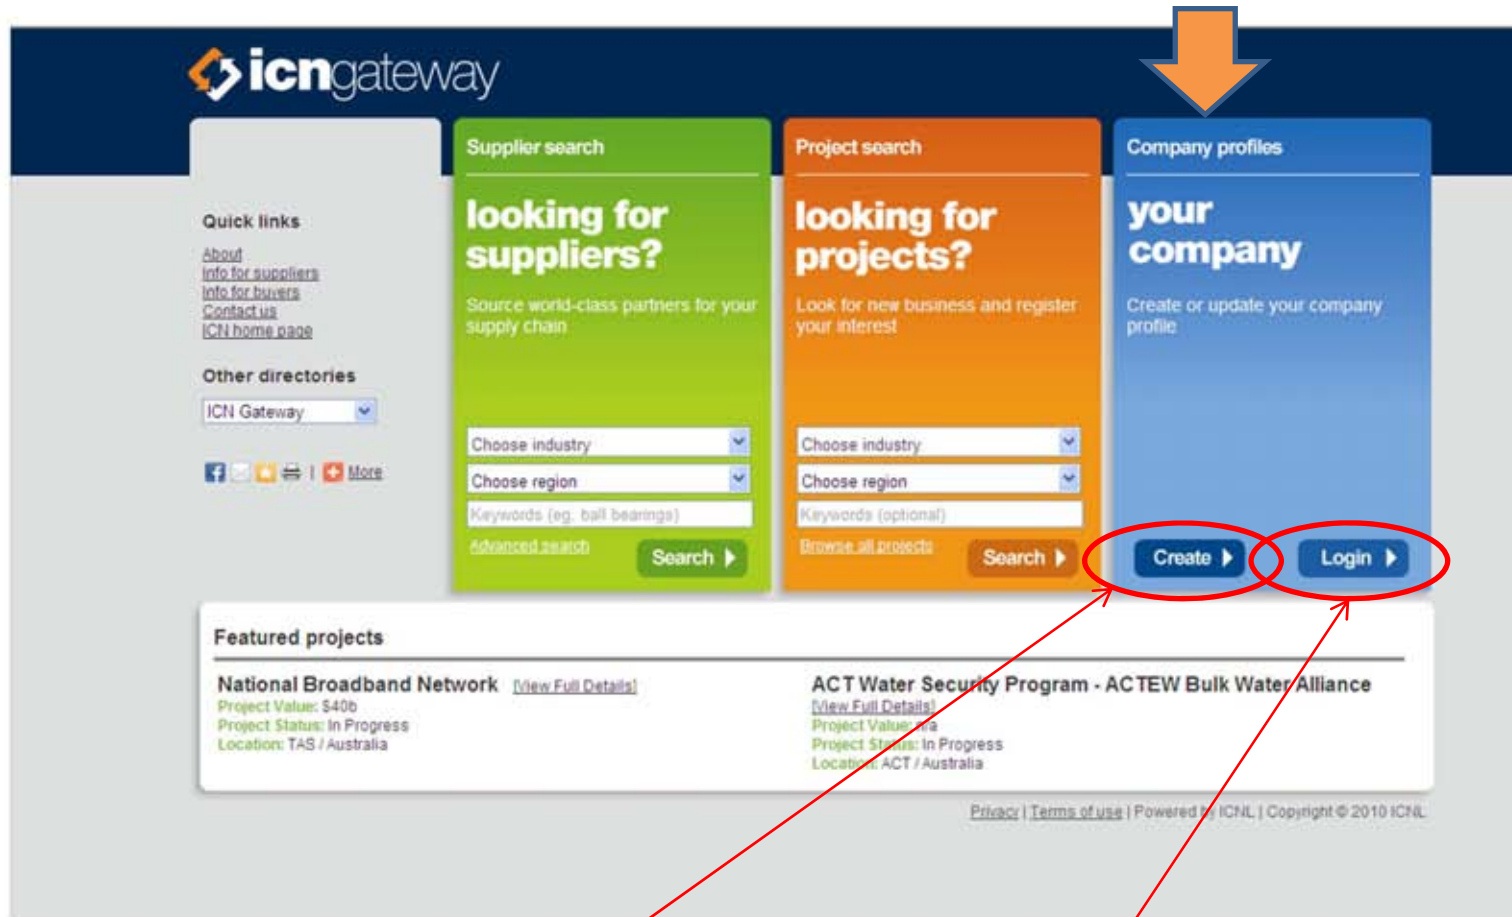 icngateway
Quick links
About
Info for suppliers
Info for buyers
Contact us
ICN home page
Other directories
ICN Gateway
| More
Supplier search
looking for
suppliers?
Source world-class partners for your
supply chain
Choose industry
Choose region
Keywords (eg. ball bearings)
Advanced search
Search
Project search
looking for
projects?
Look for new business and register
your interest
Choose industry
Choose region
Keywords (optional)
Browse all projects
Search
Company profiles
your
company
Create or update your company
profile
Create
Login
Featured projects
National Broadband Network [View Full Details]
Project Value: $40b
Project Status: In Progress
Location: TAS / Australia
ACT Water Security Program - ACTEW Bulk Water Alliance
[View Full Details]
Project Value: n/a
Project Status: In Progress
Location: ACT / Australia
Privacy | Terms of use | Powered by ICNL | Copyright © 2010 ICNL